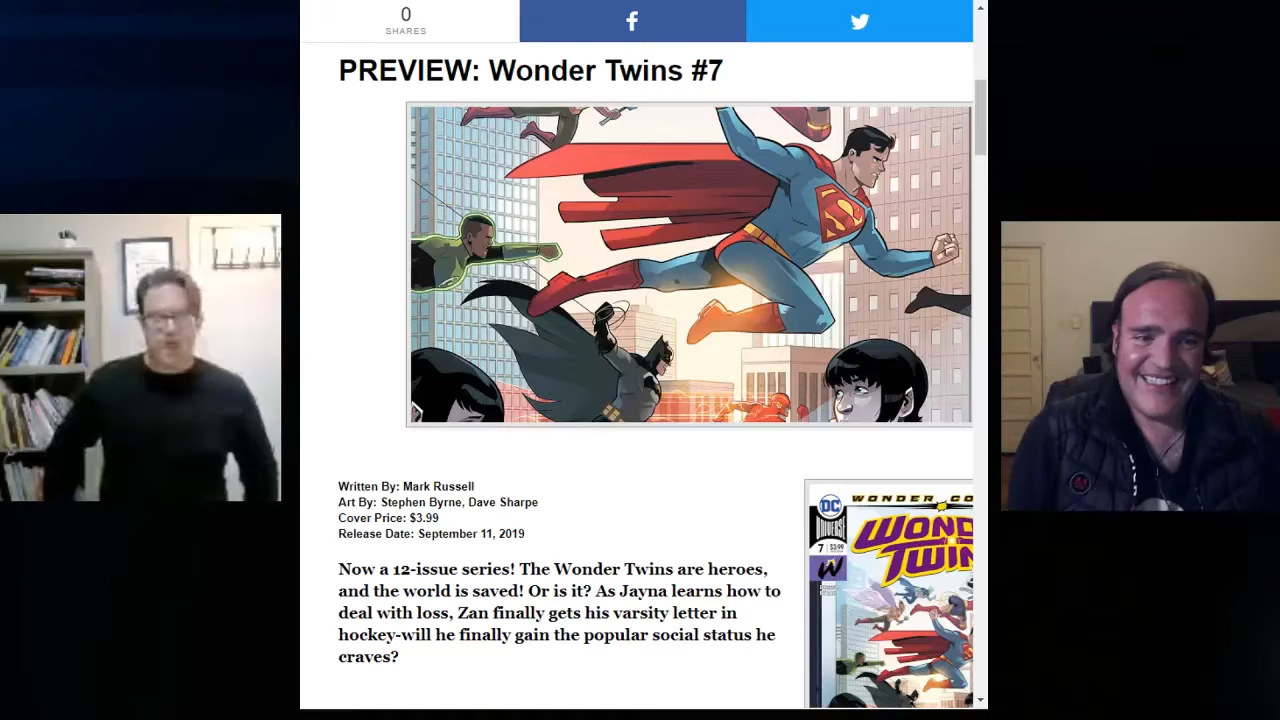 0
SHARES
PREVIEW: Wonder Twins #7
Written By: Mark Russell
Art By: Stephen Byrne, Dave Sharpe
Cover Price: $3.99
Release Date: September 11, 2019
Now a 12-issue series! The Wonder Twins are heroes,
and the world is saved! Or is it? As Jayna learns how to
deal with loss, Zan finally gets his varsity letter in
hockey-will he finally gain the popular social status he
craves?
WONDER CO
DC
UNIVERSE
WOND
TWIN
7 $3.99